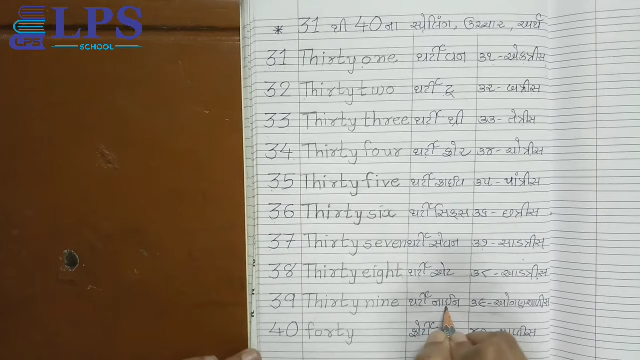 LPS
LPS
SCHOOL
* 31 થી 40 ના સ્પેલિંગ, ઉચ્ચાર, અર્થ
31 Thirty one થર્ટી વન ૩૧ - એકત્રીસ
32 Thirty two થર્ટી ટૂ ૩૨ - બત્રીસ
33 Thirty three થર્ટી થ્રી ૩૩ - તેત્રીસ
34 Thirty four થર્ટી ફોર ૩૪ - ચોત્રીસ
35 Thirty five થર્ટી ફાઈવ ૩૫ - પાંત્રીસ
36 Thirty six થર્ટી સિક્સ ૩૬ - છત્રીસ
37 Thirty seven થર્ટી સેવન ૩૭ - સાડત્રીસ
38 Thirty eight થર્ટી એટ ૩૮ - આડત્રીસ
39 Thirty nine થર્ટી નાઈન ૩૯ - ઓગણચાળીસ
40 forty